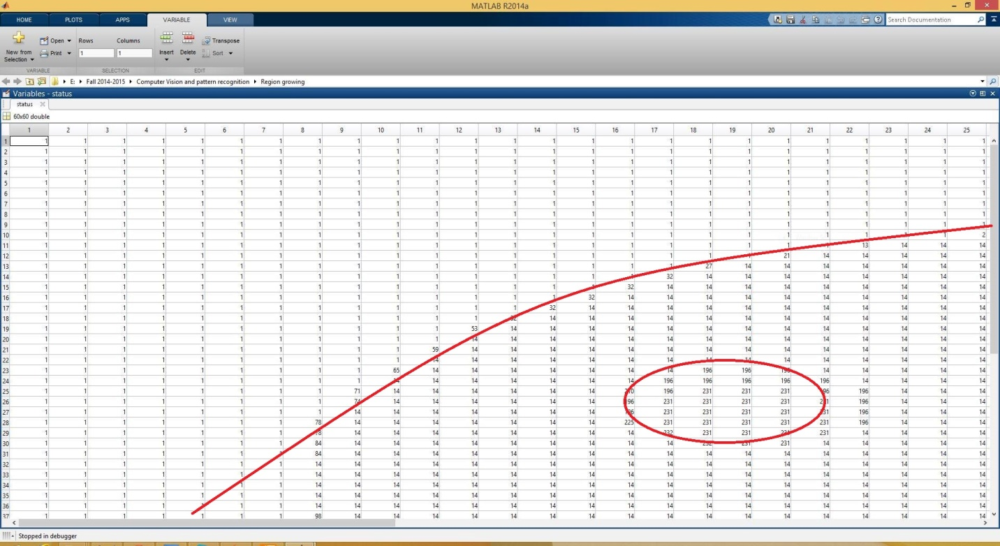 MATLAB R2014a
HOME PLOTS APPS VARIABLE VIEW Search Documentation
New from Selection Open Print Rows 1 Columns 1 Insert Delete Transpose Sort
VARIABLE SELECTION EDIT
E: Fall 2014-2015 Computer Vision and pattern recognition Region growing
Variables - status
status
60x60 double
1 2 3 4 5 6 7 8 9 10 11 12 13 14 15 16 17 18 19 20 21 22 23 24 25
1 1 1 1 1 1 1 1 1 1 1 1 1 1 1 1 1 1 1 1 1 1 1 1 1 1
2 1 1 1 1 1 1 1 1 1 1 1 1 1 1 1 1 1 1 1 1 1 1 1 1 1
3 1 1 1 1 1 1 1 1 1 1 1 1 1 1 1 1 1 1 1 1 1 1 1 1 1
4 1 1 1 1 1 1 1 1 1 1 1 1 1 1 1 1 1 1 1 1 1 1 1 1 1
5 1 1 1 1 1 1 1 1 1 1 1 1 1 1 1 1 1 1 1 1 1 1 1 1 1
6 1 1 1 1 1 1 1 1 1 1 1 1 1 1 1 1 1 1 1 1 1 1 1 1 1
7 1 1 1 1 1 1 1 1 1 1 1 1 1 1 1 1 1 1 1 1 1 1 1 1 1
8 1 1 1 1 1 1 1 1 1 1 1 1 1 1 1 1 1 1 1 1 1 1 1 1 1
9 1 1 1 1 1 1 1 1 1 1 1 1 1 1 1 1 1 1 1 1 1 1 1 1 1
10 1 1 1 1 1 1 1 1 1 1 1 1 1 1 1 1 1 1 1 1 1 1 1 1 2
11 1 1 1 1 1 1 1 1 1 1 1 1 1 1 1 1 1 1 1 1 1 13 14 14 14
12 1 1 1 1 1 1 1 1 1 1 1 1 1 1 1 1 1 1 1 21 14 14 14 14 14
13 1 1 1 1 1 1 1 1 1 1 1 1 1 1 1 1 1 27 14 14 14 14 14 14 14
14 1 1 1 1 1 1 1 1 1 1 1 1 1 1 1 1 32 14 14 14 14 14 14 14 14
15 1 1 1 1 1 1 1 1 1 1 1 1 1 1 1 32 14 14 14 14 14 14 14 14 14
16 1 1 1 1 1 1 1 1 1 1 1 1 1 1 32 14 14 14 14 14 14 14 14 14 14
17 1 1 1 1 1 1 1 1 1 1 1 1 1 32 14 14 14 14 14 14 14 14 14 14 14
18 1 1 1 1 1 1 1 1 1 1 1 1 32 14 14 14 14 14 14 14 14 14 14 14 14
19 1 1 1 1 1 1 1 1 1 1 1 53 14 14 14 14 14 14 14 14 14 14 14 14 14
20 1 1 1 1 1 1 1 1 1 1 1 14 14 14 14 14 14 14 14 14 14 14 14 14 14
21 1 1 1 1 1 1 1 1 1 1 59 14 14 14 14 14 14 14 14 14 14 14 14 14 14
22 1 1 1 1 1 1 1 1 1 1 14 14 14 14 14 14 14 14 14 14 14 14 14 14 14
23 1 1 1 1 1 1 1 1 1 65 14 14 14 14 14 14 14 196 196 196 14 14 14 14 14
24 1 1 1 1 1 1 1 1 1 14 14 14 14 14 14 14 196 196 196 196 196 14 14 14 14
25 1 1 1 1 1 1 1 1 71 14 14 14 14 14 14 210 196 231 231 231 196 196 14 14 14
26 1 1 1 1 1 1 1 1 74 14 14 14 14 14 14 196 231 231 231 231 231 196 14 14 14
27 1 1 1 1 1 1 1 1 14 14 14 14 14 14 14 196 231 231 231 231 231 196 14 14 14
28 1 1 1 1 1 1 1 78 14 14 14 14 14 14 14 225 231 231 231 231 231 196 14 14 14
29 1 1 1 1 1 1 1 78 14 14 14 14 14 14 14 14 232 231 231 231 231 14 14 14 14
30 1 1 1 1 1 1 1 84 14 14 14 14 14 14 14 14 14 232 231 231 14 14 14 14 14
31 1 1 1 1 1 1 1 84 14 14 14 14 14 14 14 14 14 14 14 14 14 14 14 14 14
32 1 1 1 1 1 1 1 14 14 14 14 14 14 14 14 14 14 14 14 14 14 14 14 14 14
33 1 1 1 1 1 1 1 14 14 14 14 14 14 14 14 14 14 14 14 14 14 14 14 14 14
34 1 1 1 1 1 1 1 14 14 14 14 14 14 14 14 14 14 14 14 14 14 14 14 14 14
35 1 1 1 1 1 1 1 14 14 14 14 14 14 14 14 14 14 14 14 14 14 14 14 14 14
36 1 1 1 1 1 1 1 14 14 14 14 14 14 14 14 14 14 14 14 14 14 14 14 14 14
37 1 1 1 1 1 1 1 98 14 14 14 14 14 14 14 14 14 14 14 14 14 14 14 14 14
Stopped in debugger